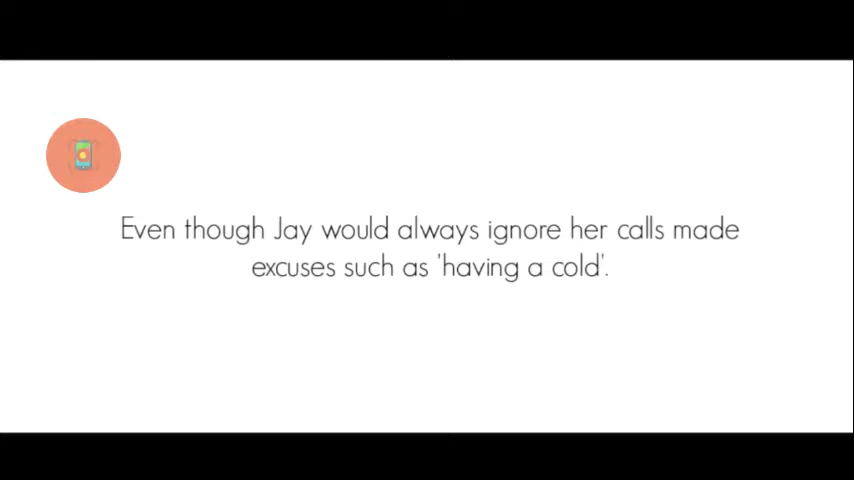 Even though Jay would always ignore her calls made
excuses such as 'having a cold'.